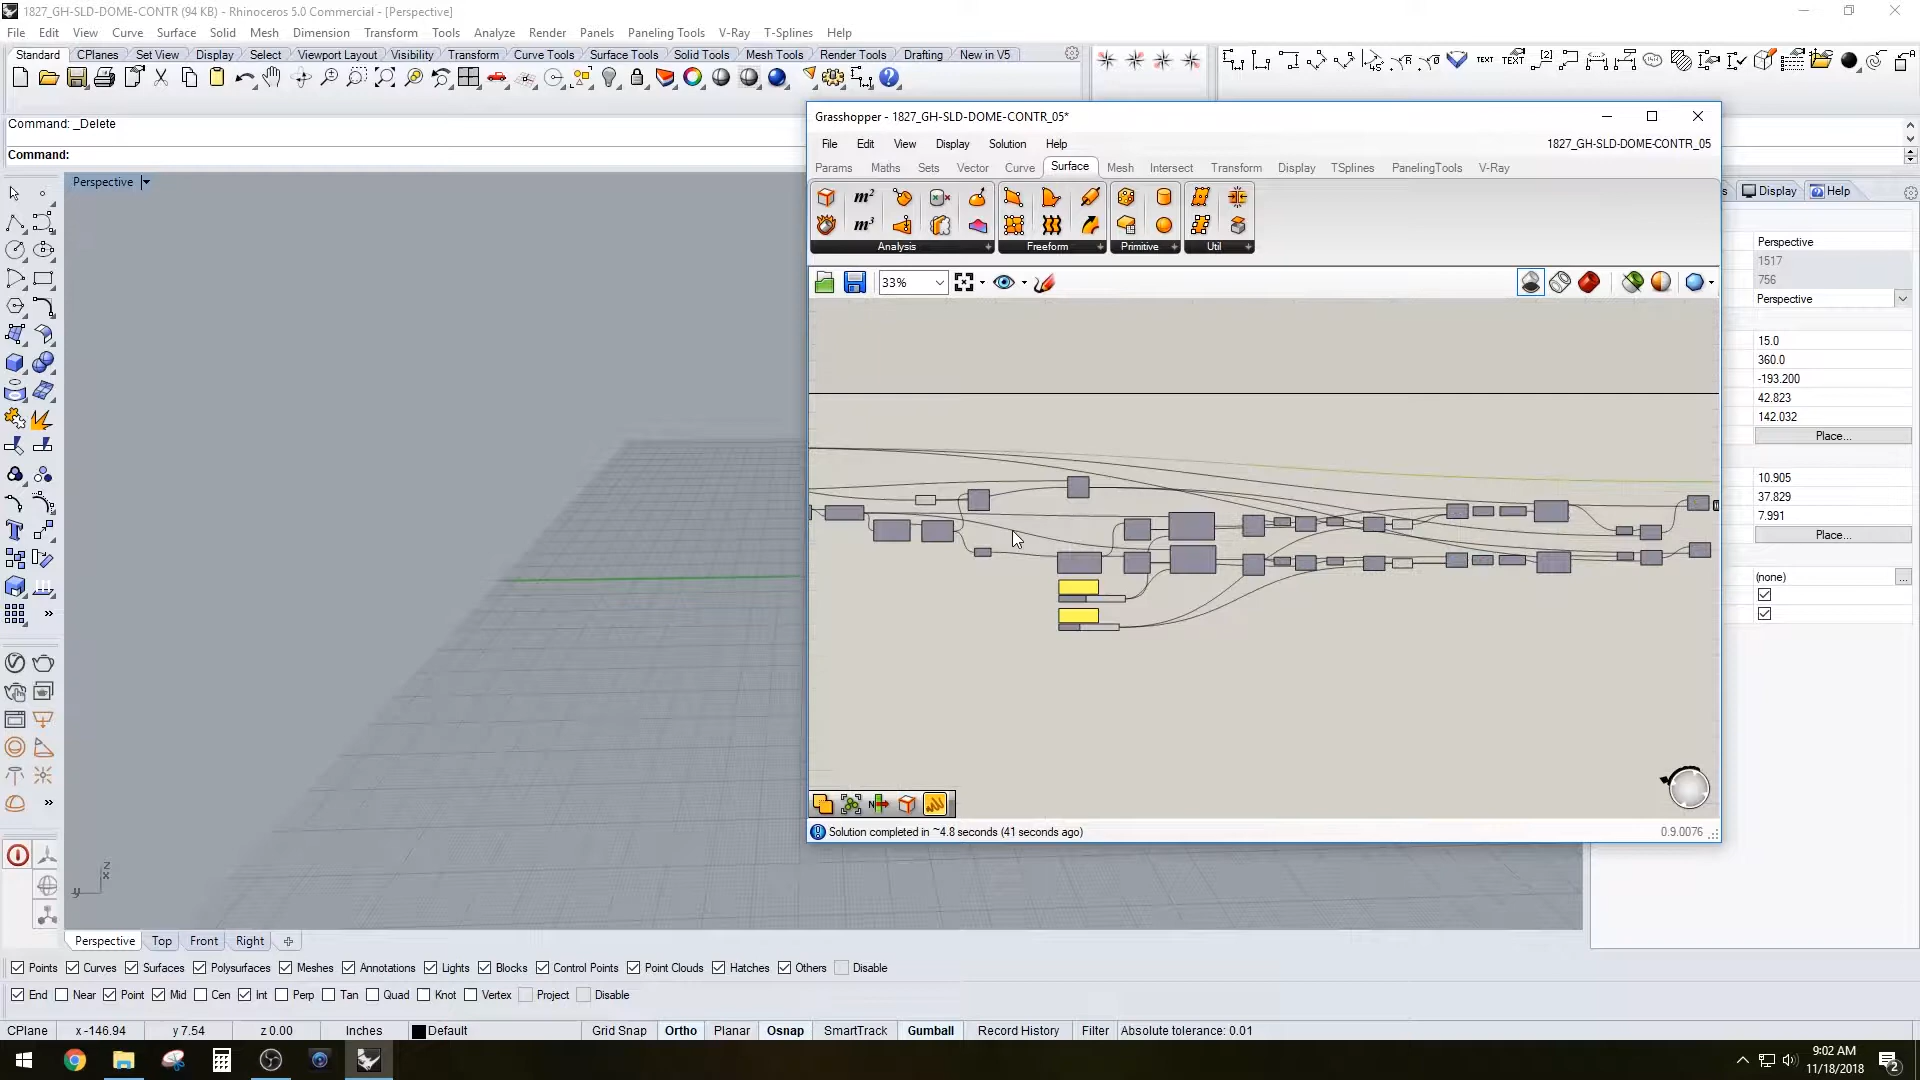 1827_GH-SLD-DOME-CONTR (94 KB) - Rhinoceros 5.0 Commercial - [Perspective]
File Edit View Curve Surface Solid Mesh Dimension Transform Tools Analyze Render Panels Paneling Tools V-Ray T-Splines Help
Standard CPlanes Set View Display Select Viewport Layout Visibility Transform Curve Tools Surface Tools Solid Tools Mesh Tools Render Tools Drafting New in V5
TEXT TEXT
Command: _Delete
Command:
Perspective
Grasshopper - 1827_GH-SLD-DOME-CONTR_05*
File Edit View Display Solution Help 1827_GH-SLD-DOME-CONTR_05
Params Maths Sets Vector Curve Surface Mesh Intersect Transform Display TSplines PanelingTools V-Ray
m²
m³
Analysis Freeform Primitive Util
33%
Solution completed in ~4.8 seconds (41 seconds ago) 0.9.0076
s Display Help
Perspective
1517
756
Perspective
15.0
360.0
-193.200
42.823
142.032
Place...
10.905
37.829
7.991
Place...
(none) ...
z
x
y
Perspective Top Front Right
Points Curves Surfaces Polysurfaces Meshes Annotations Lights Blocks Control Points Point Clouds Hatches Others Disable
End Near Point Mid Cen Int Perp Tan Quad Knot Vertex Project Disable
CPlane x -146.94 y 7.54 z 0.00 Inches Default Grid Snap Ortho Planar Osnap SmartTrack Gumball Record History Filter Absolute tolerance: 0.01
9:02 AM
11/18/2018
2